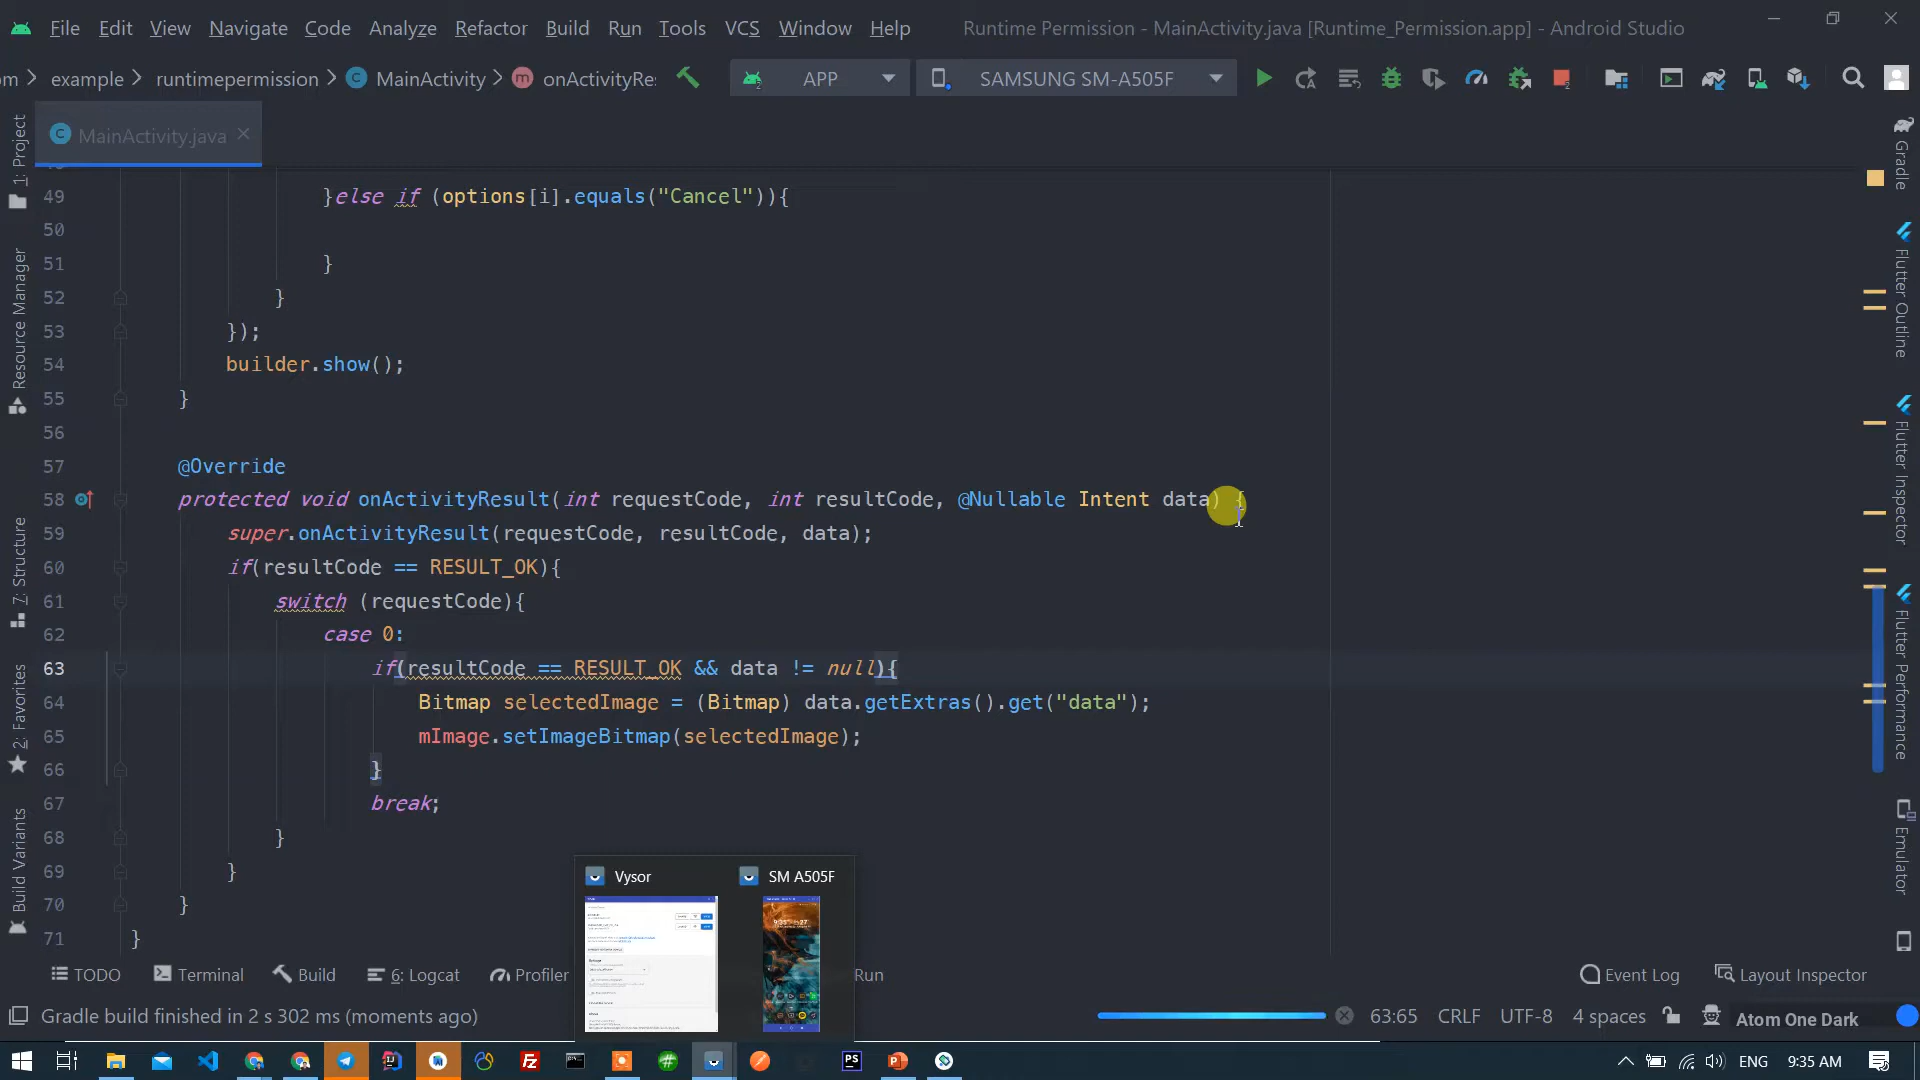 File Edit View Navigate Code Analyze Refactor Build Run Tools VCS Window Help Runtime Permission - MainActivity.java [Runtime_Permission.app] - Android Studio
om example runtimepermission MainActivity onActivityRes APP SAMSUNG SM-A505F
MainActivity.java
1: Project
Resource Manager
7: Structure
2: Favorites
Build Variants
49 }else if (options[i].equals("Cancel")){
50
51 }
52 }
53 });
54 builder.show();
55 }
56
57 @Override
58 protected void onActivityResult(int requestCode, int resultCode, @Nullable Intent data) {
59 super.onActivityResult(requestCode, resultCode, data);
60 if(resultCode == RESULT_OK){
61 switch (requestCode){
62 case 0:
63 if(resultCode == RESULT_OK && data != null){
64 Bitmap selectedImage = (Bitmap) data.getExtras().get("data");
65 mImage.setImageBitmap(selectedImage);
66 }
67 break;
68 }
69 }
70 }
71 }
Gradle
Flutter Outline
Flutter Inspector
Flutter Performance
Emulator
Vysor SM A505F
TODO Terminal Build 6: Logcat Profiler Run Event Log Layout Inspector
Gradle build finished in 2 s 302 ms (moments ago) 63:65 CRLF UTF-8 4 spaces Atom One Dark
ENG 9:35 AM